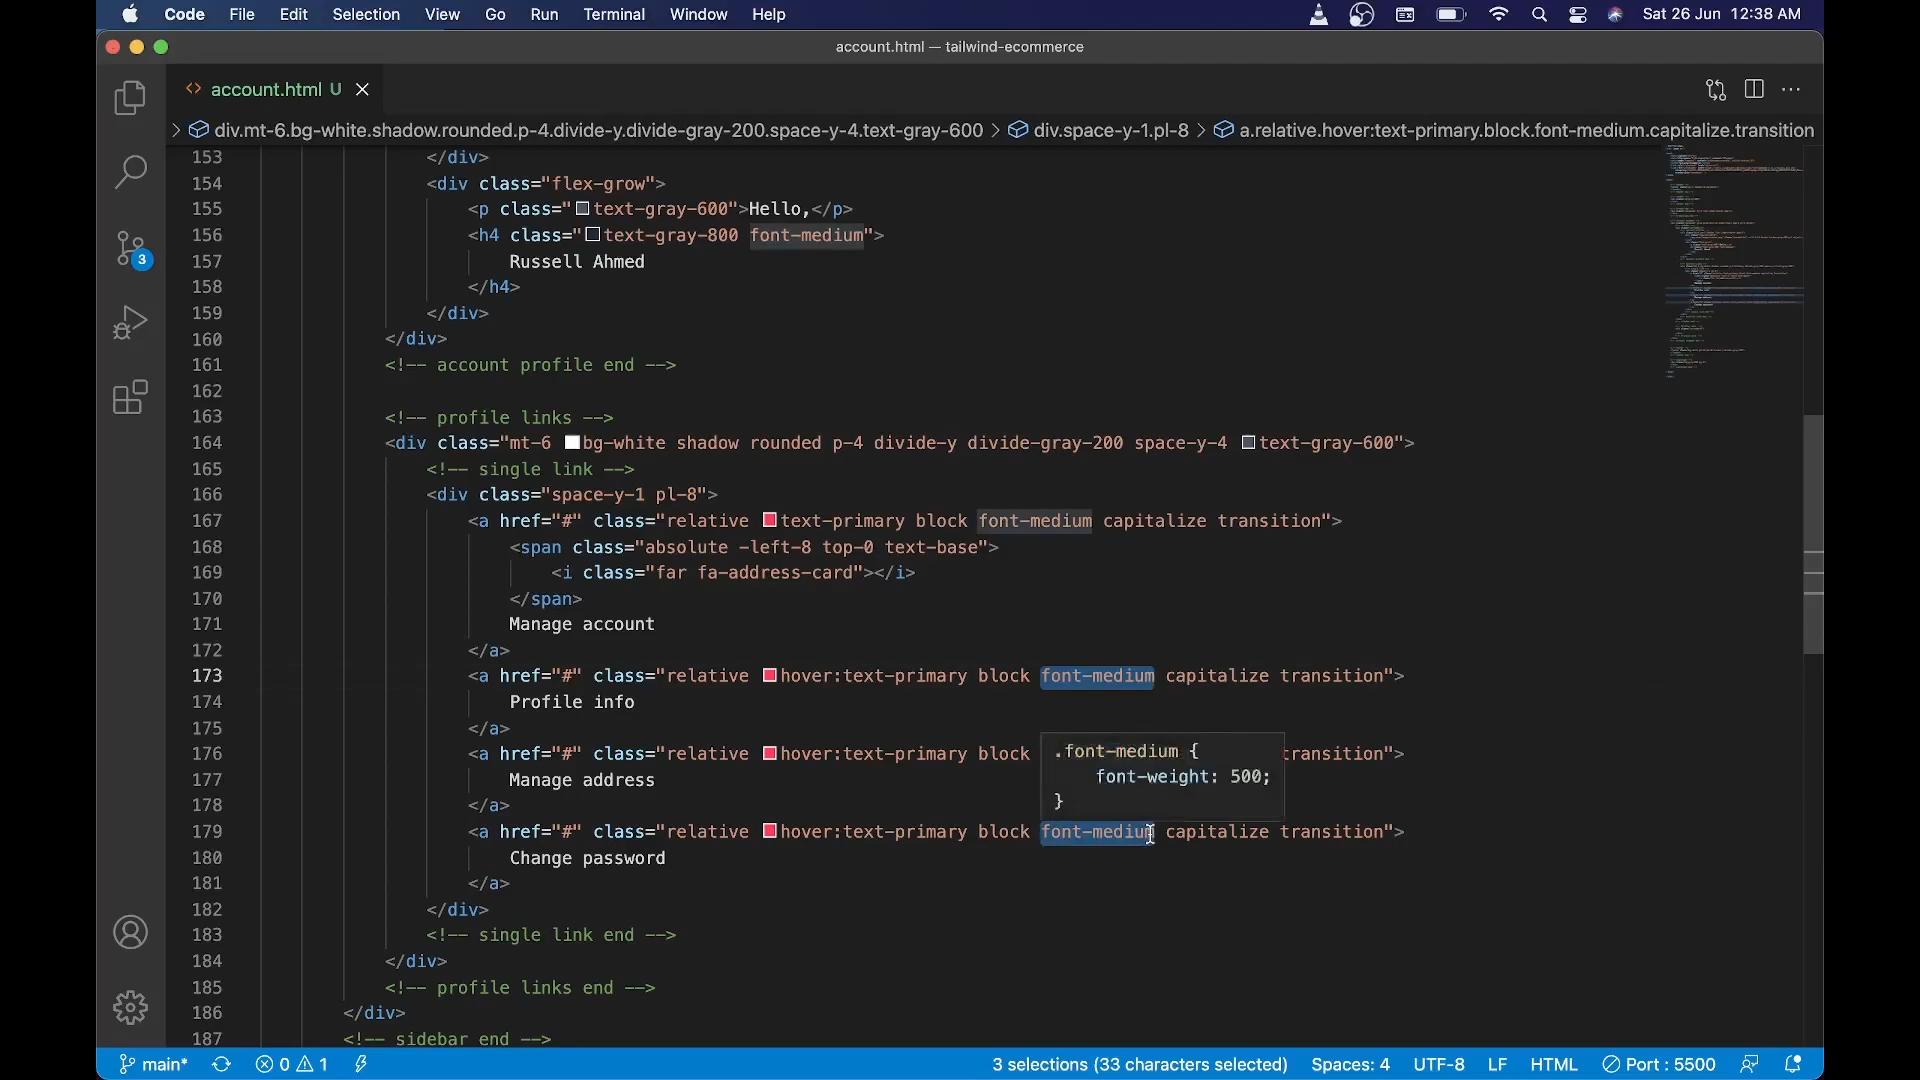 Code File Edit Selection View Go Run Terminal Window Help Sat 26 Jun 12:38 AM
account.html — tailwind-ecommerce
<> account.html U
> div.mt-6.bg-white.shadow.rounded.p-4.divide-y.divide-gray-200.space-y-4.text-gray-600 > div.space-y-1.pl-8 > a.relative.hover:text-primary.block.font-medium.capitalize.transition
153 </div>
154 <div class="flex-grow">
155 <p class="text-gray-600">Hello,</p>
156 <h4 class="text-gray-800 font-medium">
157 Russell Ahmed
158 </h4>
159 </div>
160 </div>
161 <!-- account profile end -->
162
163 <!-- profile links -->
164 <div class="mt-6 bg-white shadow rounded p-4 divide-y divide-gray-200 space-y-4 text-gray-600">
165 <!-- single link -->
166 <div class="space-y-1 pl-8">
167 <a href="#" class="relative text-primary block font-medium capitalize transition">
168 <span class="absolute -left-8 top-0 text-base">
169 <i class="far fa-address-card"></i>
170 </span>
171 Manage account
172 </a>
173 <a href="#" class="relative hover:text-primary block font-medium capitalize transition">
174 Profile info
175 </a>
176 <a href="#" class="relative hover:text-primary block transition">
.font-medium {
font-weight: 500;
}
177 Manage address
178 </a>
179 <a href="#" class="relative hover:text-primary block font-medium capitalize transition">
180 Change password
181 </a>
182 </div>
183 <!-- single link end -->
184 </div>
185 <!-- profile links end -->
186 </div>
187 <!-- sidebar end -->
3
main* 0 1 3 selections (33 characters selected) Spaces: 4 UTF-8 LF HTML Port : 5500